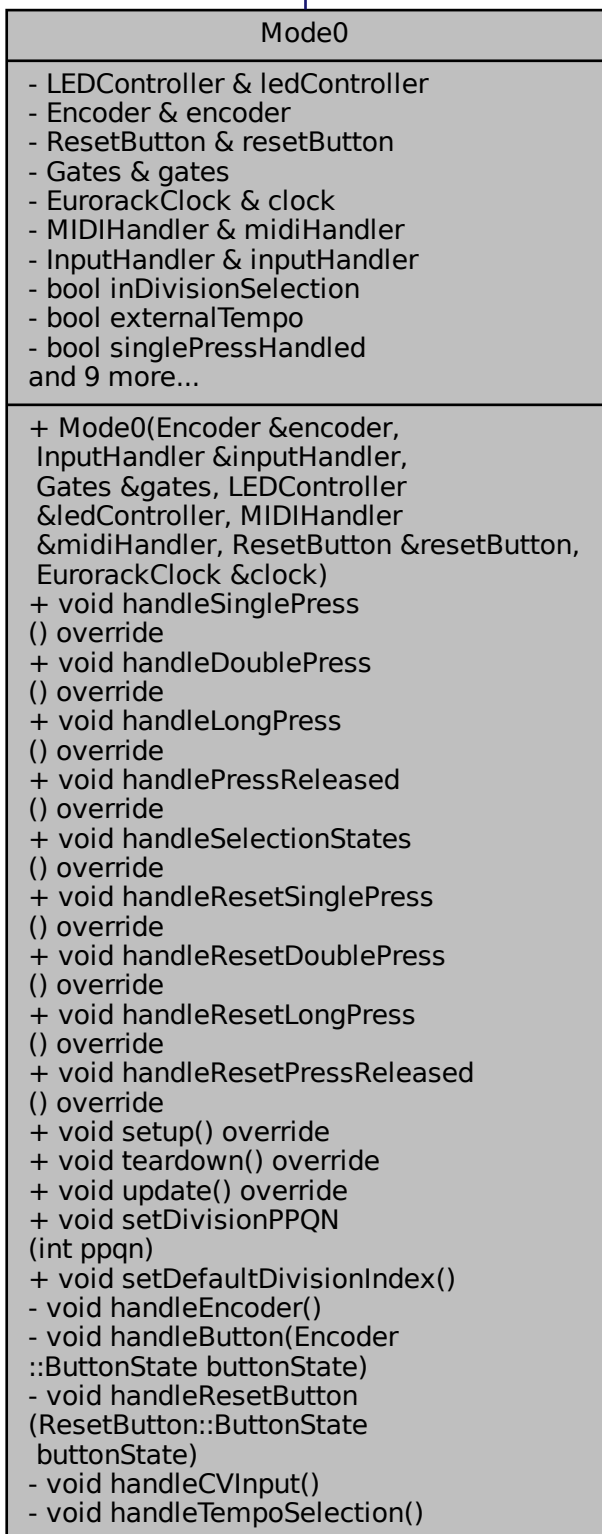 Mode0
- LEDController & ledController
- Encoder & encoder
- ResetButton & resetButton
- Gates & gates
- EurorackClock & clock
- MIDIHandler & midiHandler
- InputHandler & inputHandler
- bool inDivisionSelection
- bool externalTempo
- bool singlePressHandled
and 9 more...
+ Mode0(Encoder &encoder,
InputHandler &inputHandler,
Gates &gates, LEDController
&ledController, MIDIHandler
&midiHandler, ResetButton &resetButton,
EurorackClock &clock)
+ void handleSinglePress
() override
+ void handleDoublePress
() override
+ void handleLongPress
() override
+ void handlePressReleased
() override
+ void handleSelectionStates
() override
+ void handleResetSinglePress
() override
+ void handleResetDoublePress
() override
+ void handleResetLongPress
() override
+ void handleResetPressReleased
() override
+ void setup() override
+ void teardown() override
+ void update() override
+ void setDivisionPPQN
(int ppqn)
+ void setDefaultDivisionIndex()
- void handleEncoder()
- void handleButton(Encoder
::ButtonState buttonState)
- void handleResetButton
(ResetButton::ButtonState
buttonState)
- void handleCVInput()
- void handleTempoSelection()